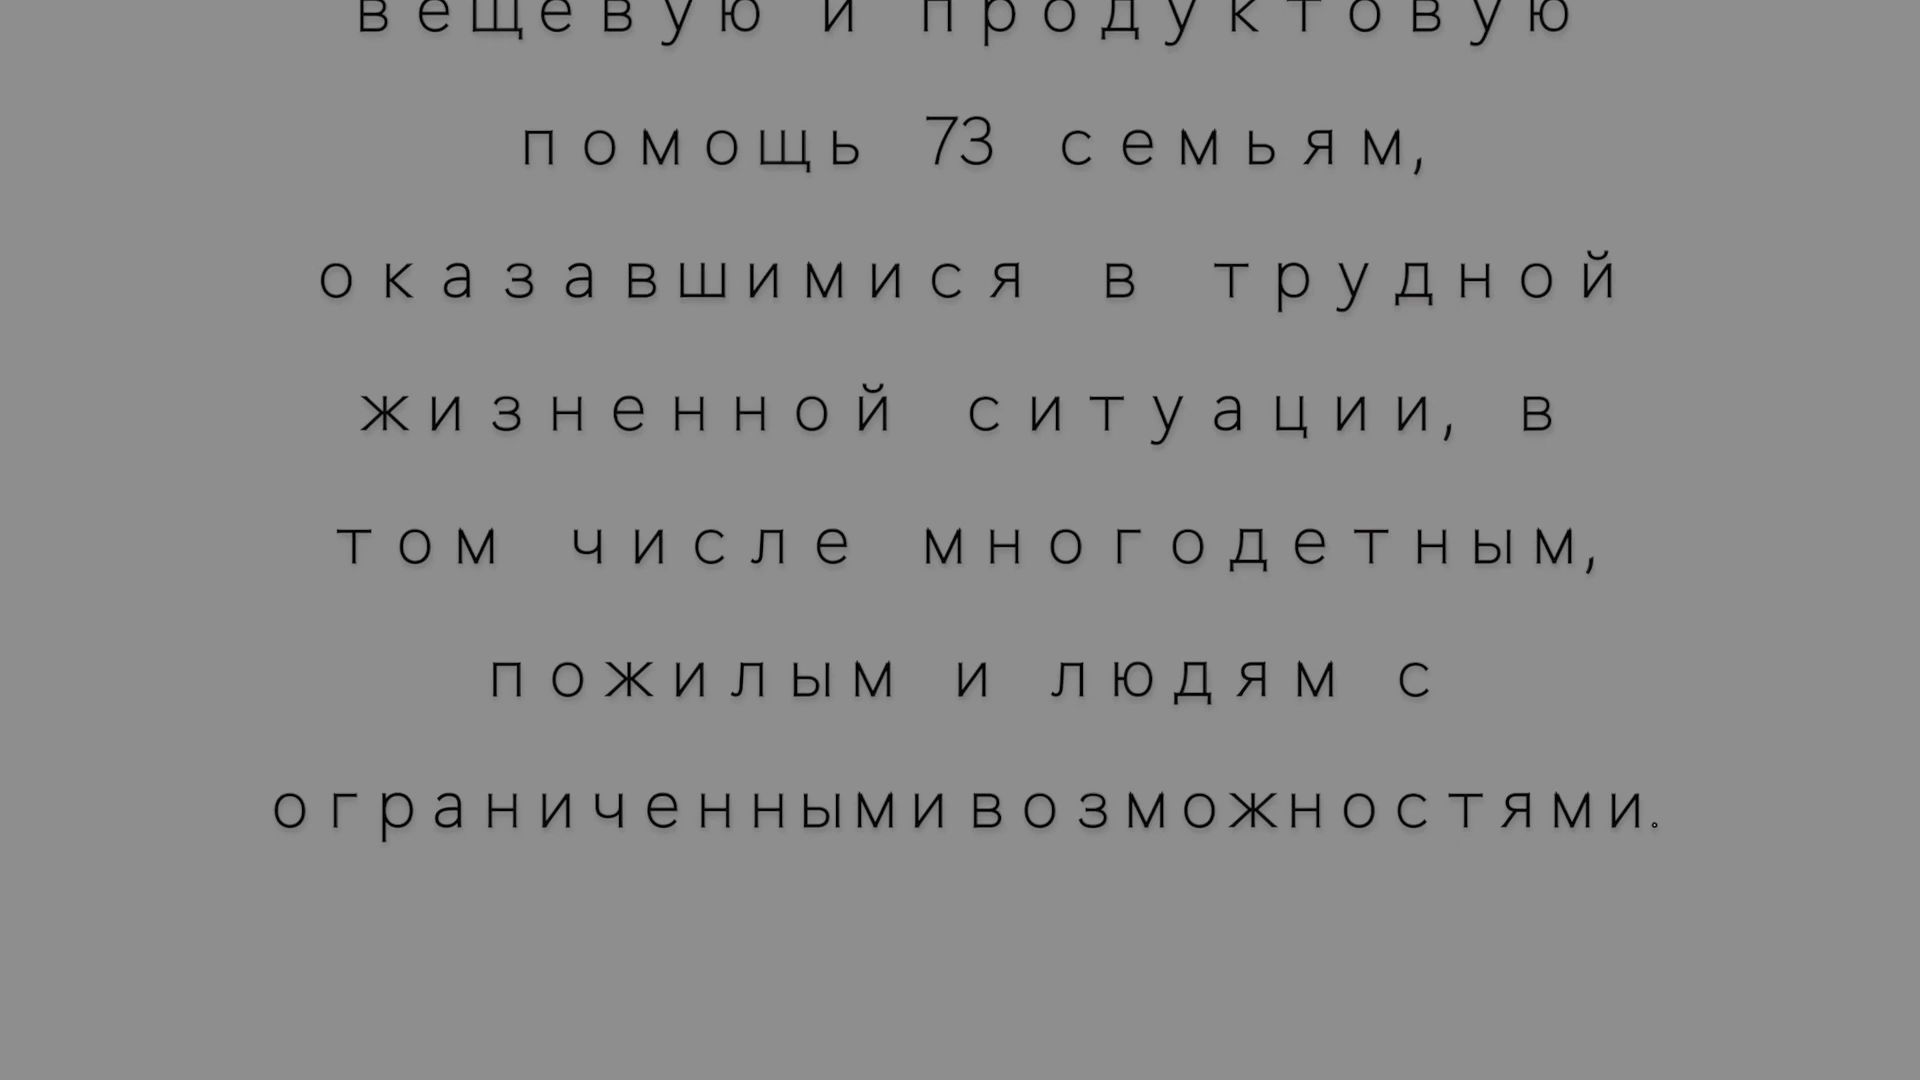 вещевую и продуктовую
помощь 73 семьям,
оказавшимися в трудной
жизненной ситуации, в
том числе многодетным,
пожилым и людям с
ограниченнымивозможностями.